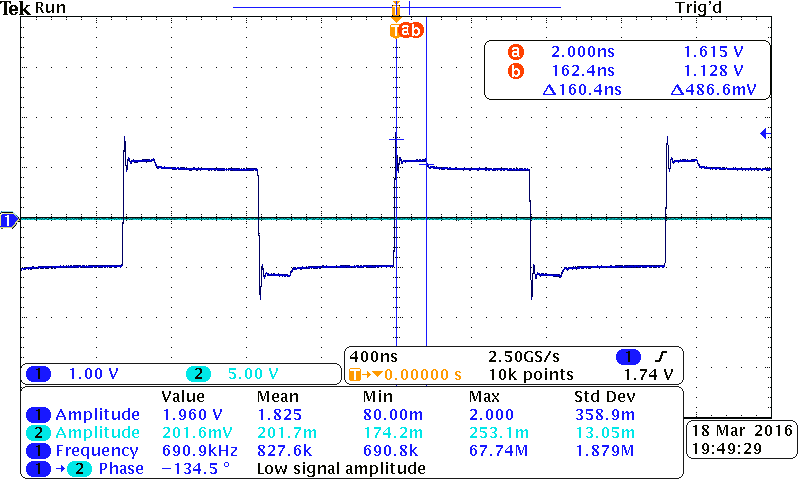 Tek Run Trig'd
T
T a b
a 2.000ns 1.615 V
b 162.4ns 1.128 V
Δ160.4ns Δ486.6mV
1
1 1.00 V 2 5.00 V
400ns 2.50GS/s 1
T→▼0.00000 s 10k points 1.74 V
Value Mean Min Max Std Dev
1 Amplitude 1.960 V 1.825 80.00m 2.000 358.9m
2 Amplitude 201.6mV 201.7m 174.2m 253.1m 13.05m
1 Frequency 690.9kHz 827.6k 690.8k 67.74M 1.879M
1 → 2 Phase −134.5 ° Low signal amplitude
18 Mar 2016
19:49:29